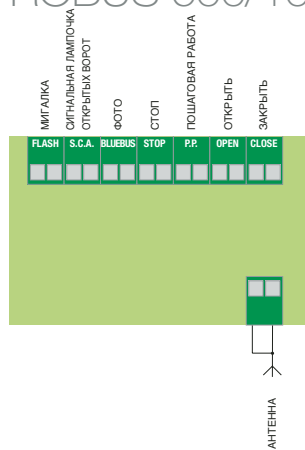 МИГАЛКА
СИГНАЛЬНАЯ ЛАМПОЧКА
ОТКРЫТЫХ ВОРОТ
ФОТО
СТОП
ПОШАГОВАЯ РАБОТА
ОТКРЫТЬ
ЗАКРЫТЬ
FLASH
S.C.A.
BLUEBUS
STOP
P.P.
OPEN
CLOSE
АНТЕННА